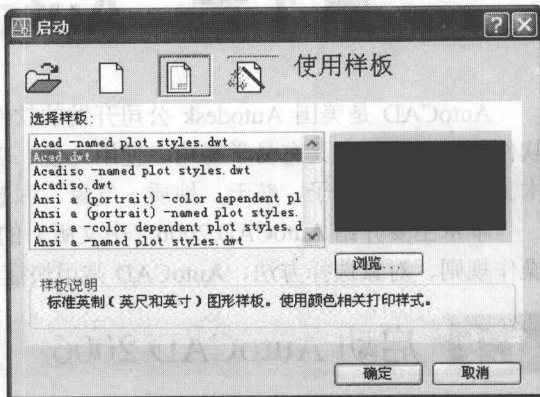 启动
使用样板
选择样板:
Acad -named plot styles.dwt
Acad.dwt
Acadiso -named plot styles.dwt
Acadiso.dwt
Ansi a (portrait) -color dependent pl
Ansi a (portrait) -named plot styles.
Ansi a -color dependent plot styles.d
Ansi a -named plot styles.dwt
浏览...
样板说明
标准英制(英尺和英寸)图形样板。使用颜色相关打印样式。
确定
取消